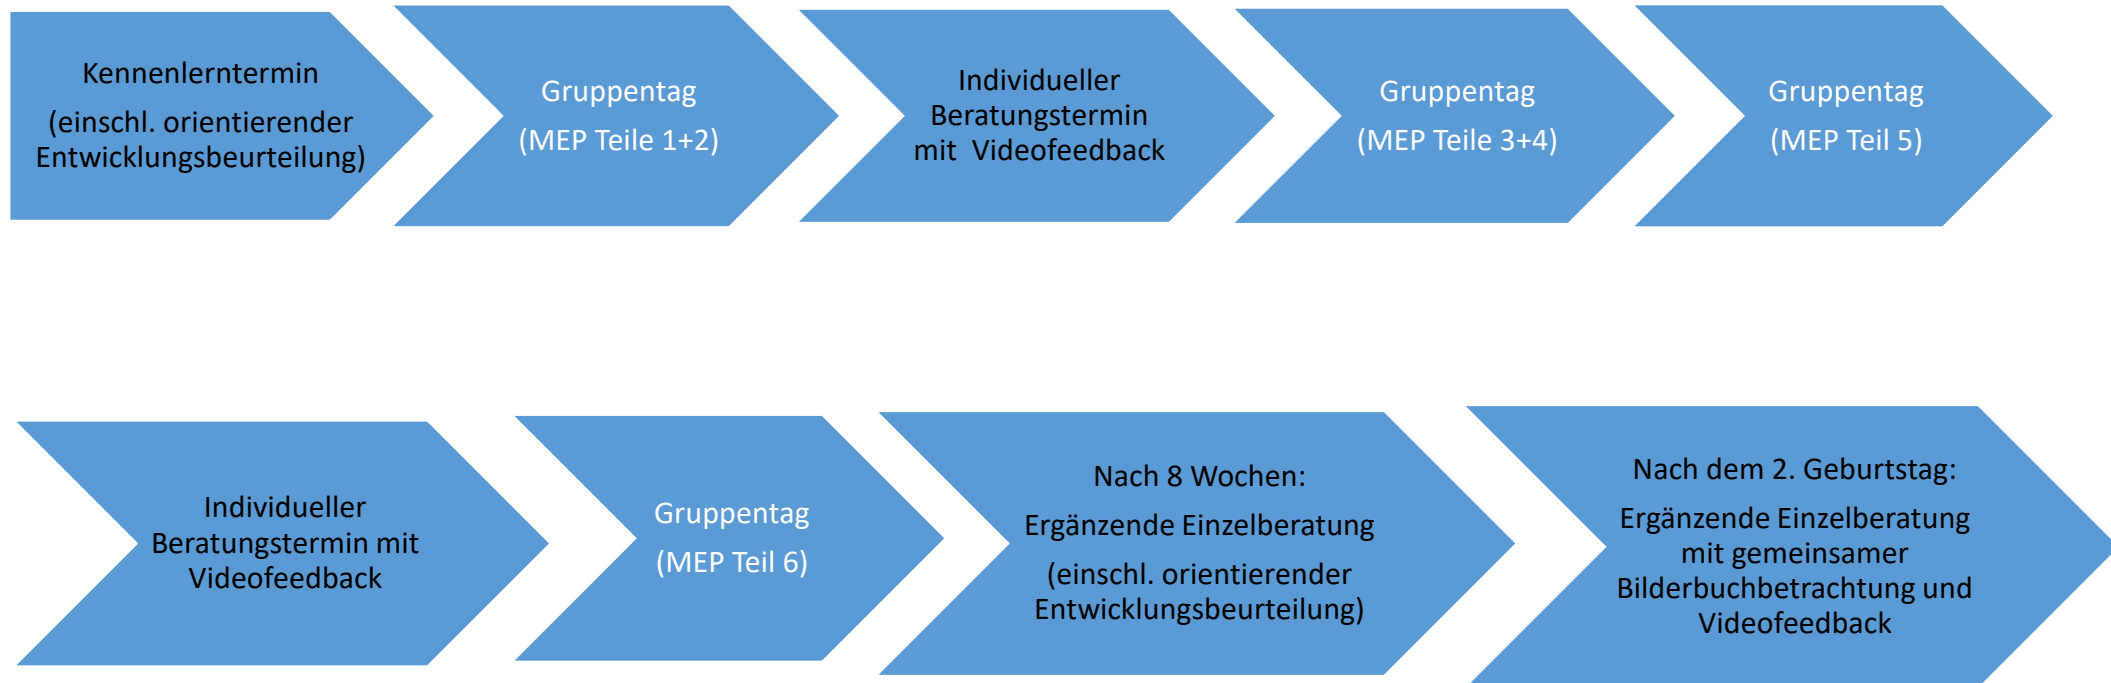 Kennenlerntermin
(einschl. orientierender
Entwicklungsbeurteilung)
Gruppentag
(MEP Teile 1+2)
Individueller
Beratungstermin
mit Videofeedback
Gruppentag
(MEP Teile 3+4)
Gruppentag
(MEP Teil 5)
Individueller
Beratungstermin mit
Videofeedback
Gruppentag
(MEP Teil 6)
Nach 8 Wochen:
Ergänzende Einzelberatung
(einschl. orientierender
Entwicklungsbeurteilung)
Nach dem 2. Geburtstag:
Ergänzende Einzelberatung
mit gemeinsamer
Bilderbuchbetrachtung und
Videofeedback